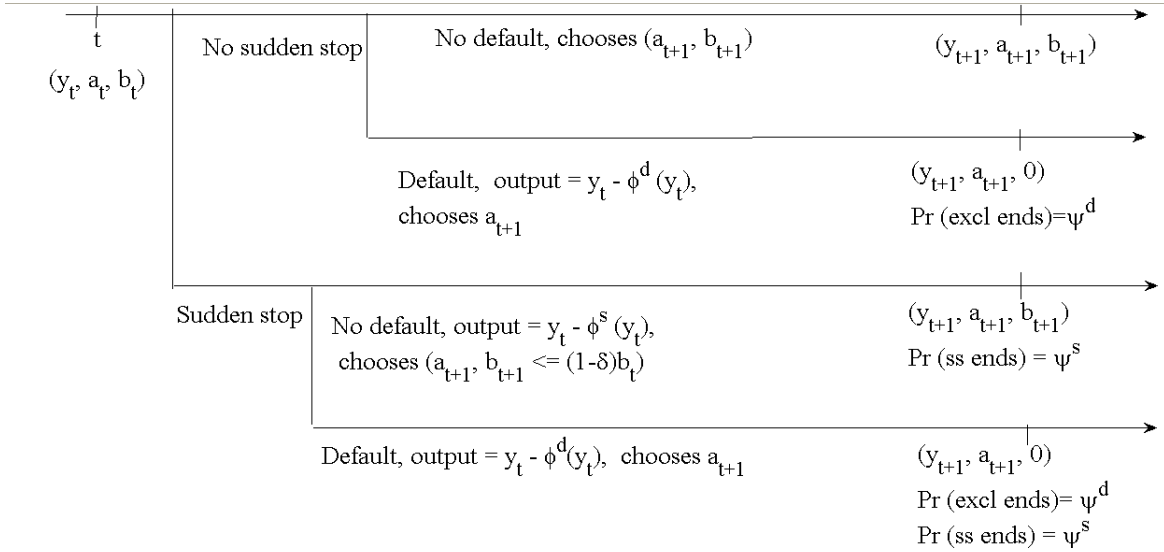 t
(y_t, a_t, b_t)
No sudden stop
No default, chooses (a_{t+1}, b_{t+1})
(y_{t+1}, a_{t+1}, b_{t+1})
Default, output = y_t - ϕ^d (y_t),
chooses a_{t+1}
(y_{t+1}, a_{t+1}, 0)
Pr (excl ends)=ψ^d
Sudden stop
No default, output = y_t - ϕ^s (y_t),
chooses (a_{t+1}, b_{t+1} <= (1-δ)b_t)
(y_{t+1}, a_{t+1}, b_{t+1})
Pr (ss ends) = ψ^s
Default, output = y_t - ϕ^d(y_t), chooses a_{t+1}
(y_{t+1}, a_{t+1}, 0)
Pr (excl ends)= ψ^d
Pr (ss ends) = ψ^s